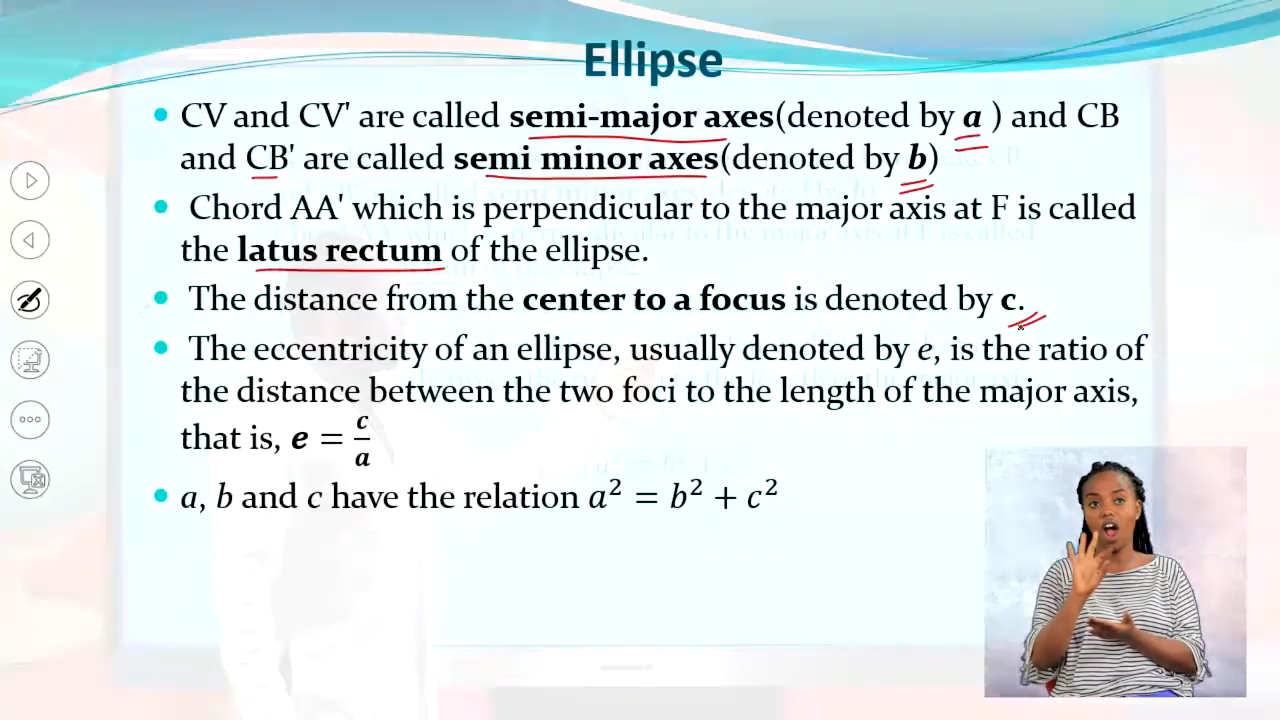 Ellipse
• CV and CV' are called semi-major axes(denoted by a ) and CB
and CB' are called semi minor axes(denoted by b)
• Chord AA' which is perpendicular to the major axis at F is called
the latus rectum of the ellipse.
• The distance from the center to a focus is denoted by c.
• The eccentricity of an ellipse, usually denoted by e, is the ratio of
the distance between the two foci to the length of the major axis,
that is, e = c/a
• a, b and c have the relation a² = b² + c²